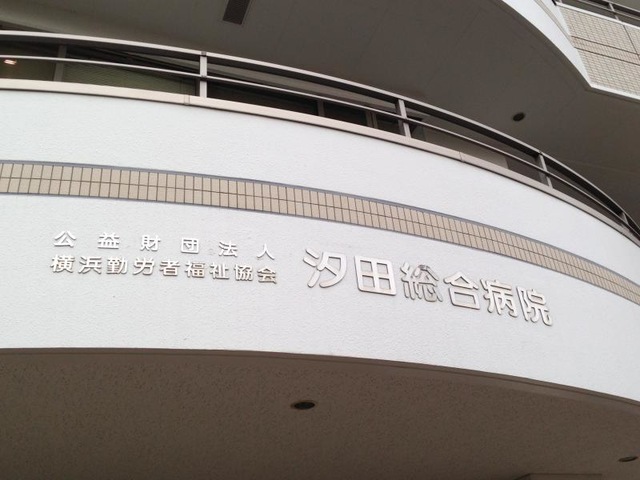 公益財団法人
横浜勤労者福祉協会
汐田総合病院